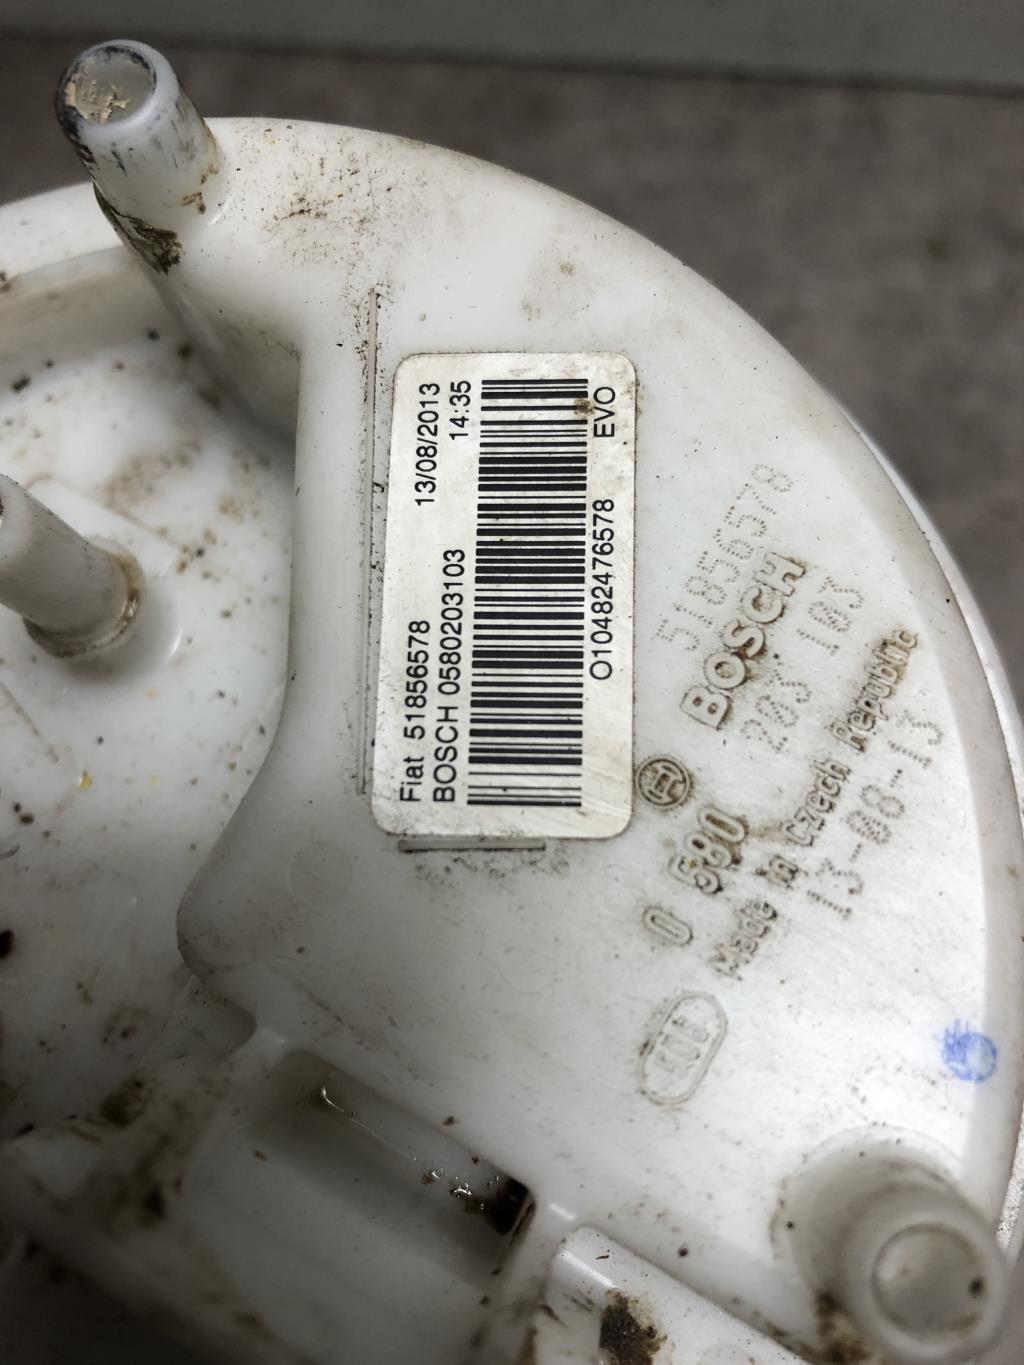 Fiat 51856578 13/08/2013
BOSCH 0580203103 14:35
O10482476578 EVO
51856578
BOSCH
0 580 203 103
Made in Czech Republic
13-08-13